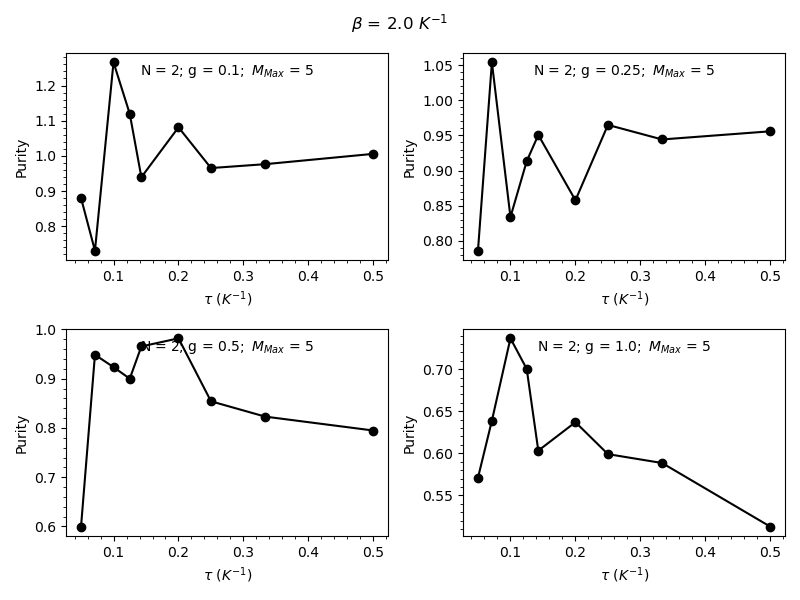 β = 2.0 K⁻¹
N = 2; g = 0.1; M_Max = 5
Purity
1.2
1.1
1.0
0.9
0.8
0.1 0.2 0.3 0.4 0.5
τ (K⁻¹)
N = 2; g = 0.25; M_Max = 5
Purity
1.05
1.00
0.95
0.90
0.85
0.80
0.1 0.2 0.3 0.4 0.5
τ (K⁻¹)
N = 2; g = 0.5; M_Max = 5
Purity
1.0
0.9
0.8
0.7
0.6
0.1 0.2 0.3 0.4 0.5
τ (K⁻¹)
N = 2; g = 1.0; M_Max = 5
Purity
0.70
0.65
0.60
0.55
0.1 0.2 0.3 0.4 0.5
τ (K⁻¹)